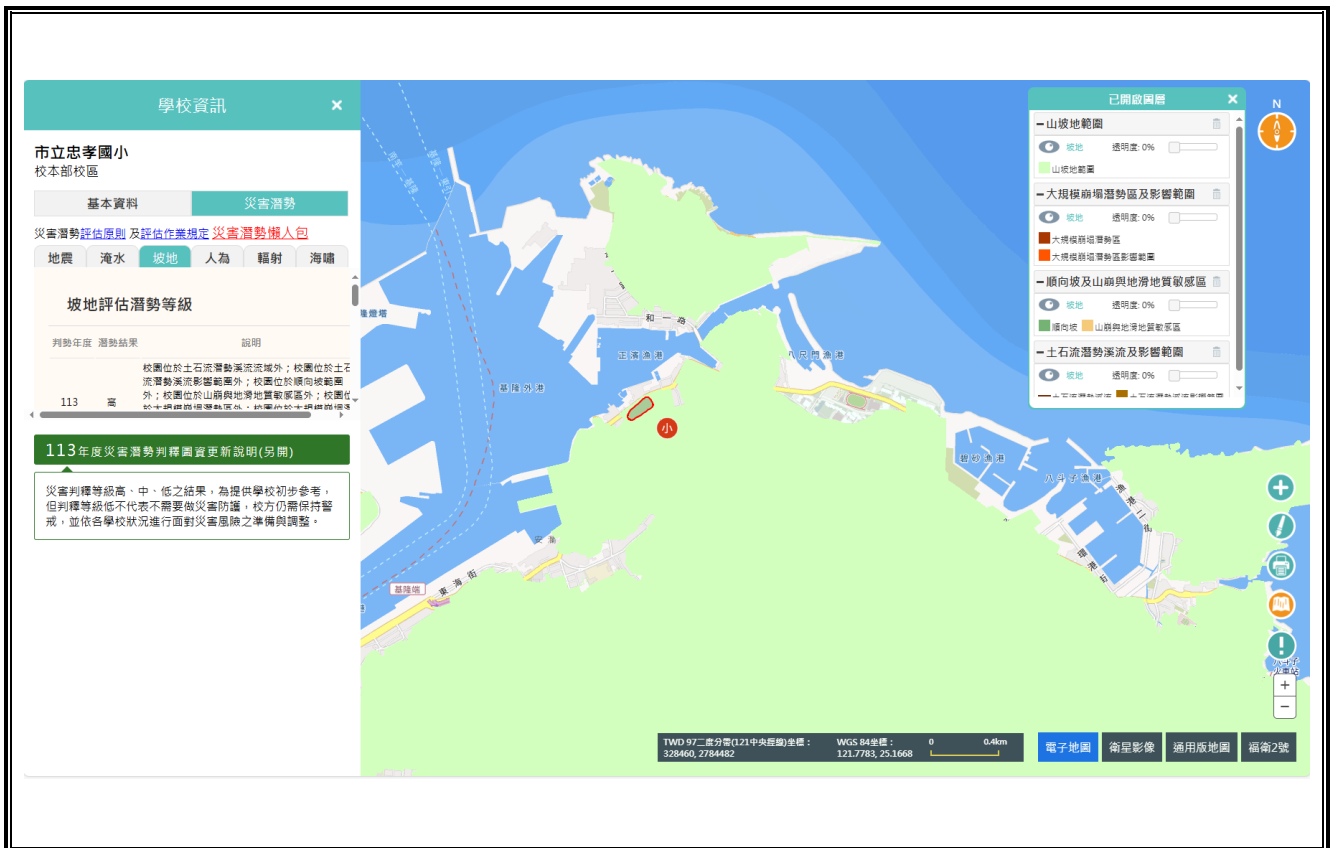 學校資訊
市立忠孝國小
校本部校區
基本資料
災害潛勢
災害潛勢評估原則 及評估作業規定 災害潛勢懶人包
地震 淹水 坡地 人為 輻射 海嘯
坡地評估潛勢等級
判勢年度 潛勢結果 說明
校園位於土石流潛勢溪流流域外；校園位於土石
流潛勢溪流影響範圍外；校園位於順向坡範圍
外；校園位於山崩與地滑地質敏感區外；校園位
113 高
113年度災害潛勢判釋圖資更新說明(另開)
災害判釋等級高、中、低之結果，為提供學校初步參考，
但判釋等級低不代表不需要做災害防護，校方仍需保持警
戒，並依各學校狀況進行面對災害風險之準備與調整。
和一路
正濱漁港
八尺門漁港
基隆外港
小
碧砂漁港
八斗子漁港
漁港二街
環港街
安瀾
東海街
基隆端
八斗子
火車站
已開啟圖層
山坡地範圍
坡地 透明度: 0%
山坡地範圍
大規模崩塌潛勢區及影響範圍
坡地 透明度: 0%
大規模崩塌潛勢區
大規模崩塌潛勢區影響範圍
順向坡及山崩與地滑地質敏感區
坡地 透明度: 0%
順向坡 山崩與地滑地質敏感區
土石流潛勢溪流及影響範圍
坡地 透明度: 0%
N
TWD 97二度分帶(121中央經線)坐標：
328460, 2784482
WGS 84坐標：
121.7783, 25.1668
0 0.4km
電子地圖 衛星影像 通用版地圖 福衛2號